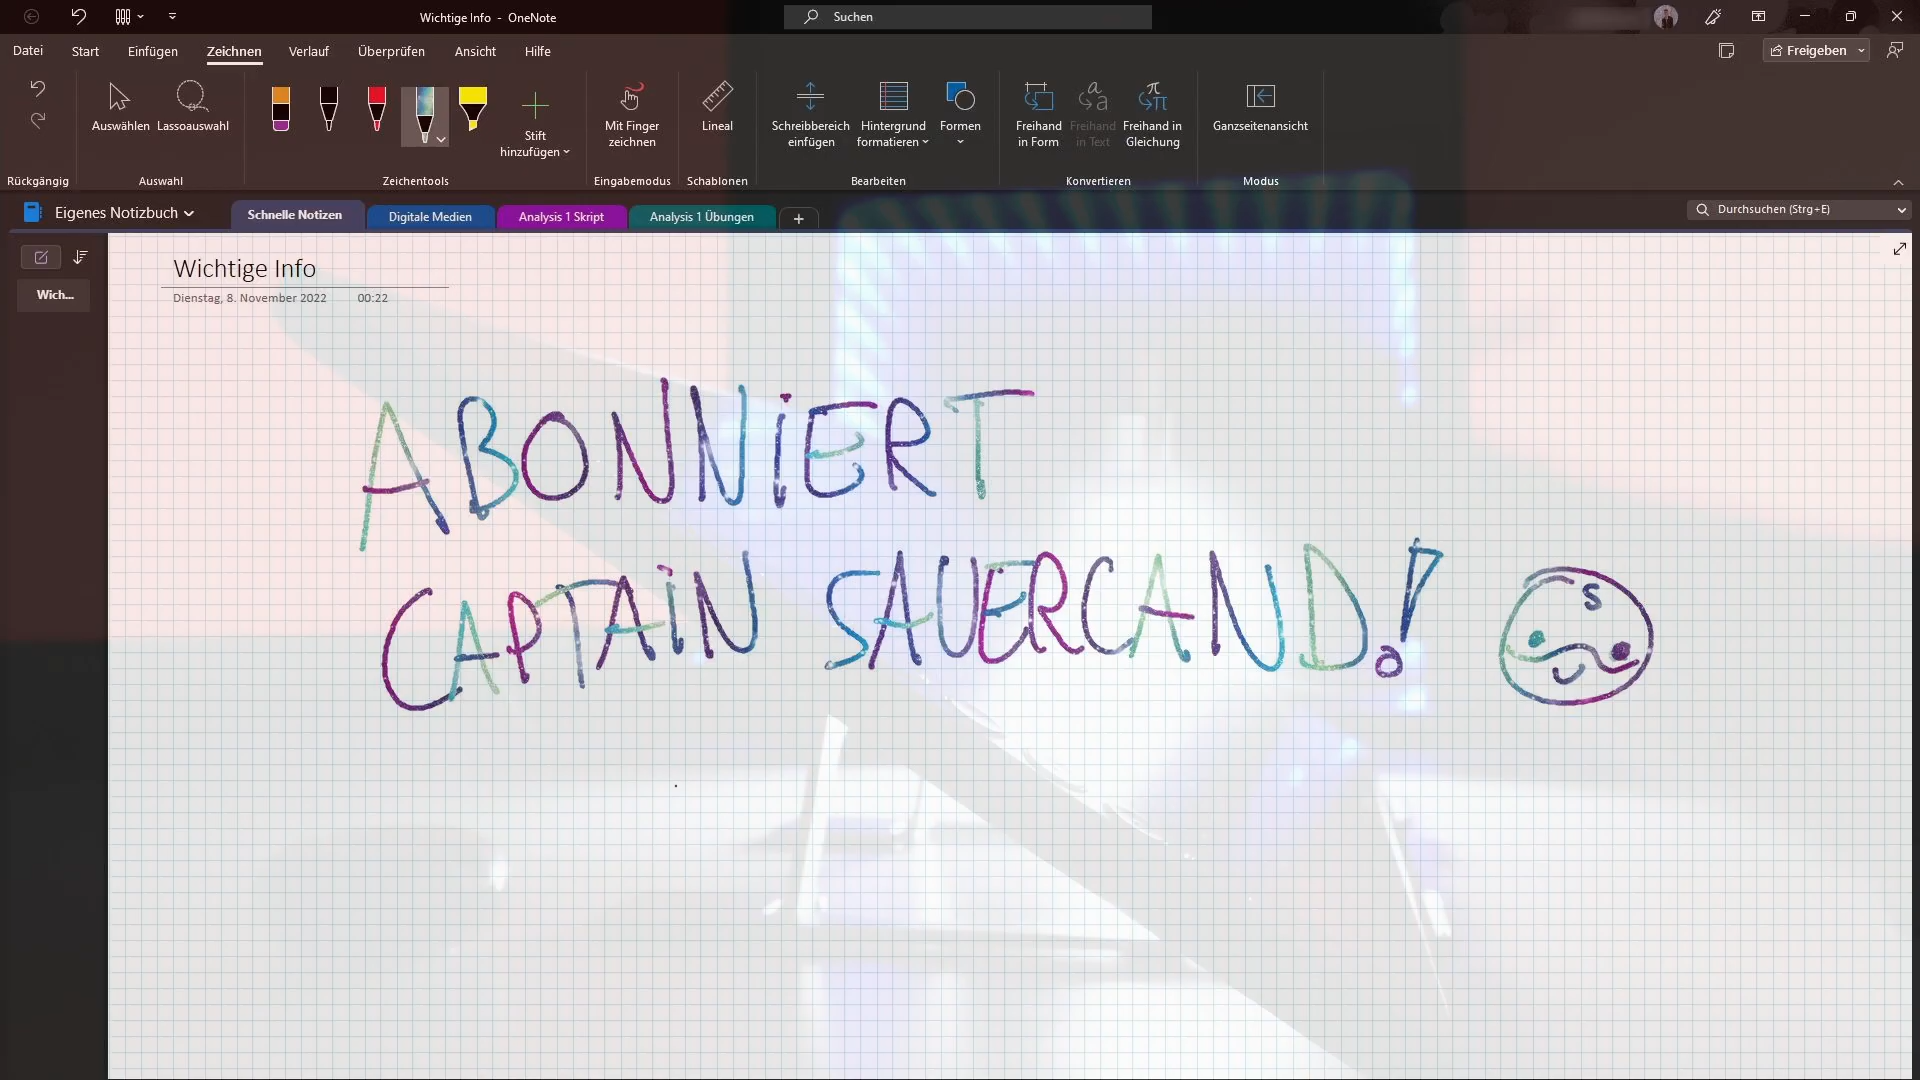 Wichtige Info - OneNote
Suchen
Datei Start Einfügen Zeichnen Verlauf Überprüfen Ansicht Hilfe
Freigeben
Auswählen Lassoauswahl
Stift hinzufügen
Mit Finger zeichnen
Lineal
Schreibbereich einfügen
Hintergrund formatieren
Formen
Freihand in Form
Freihand in Text
Freihand in Gleichung
Ganzseitenansicht
Rückgängig Auswahl Zeichentools Eingabemodus Schablonen Bearbeiten Konvertieren Modus
Eigenes Notizbuch Schnelle Notizen Digitale Medien Analysis 1 Skript Analysis 1 Übungen + Durchsuchen (Strg+E)
Wich...
Wichtige Info
Dienstag, 8. November 2022 00:22
ABONNiERT
CAPTAiN SAUERCAND!
S